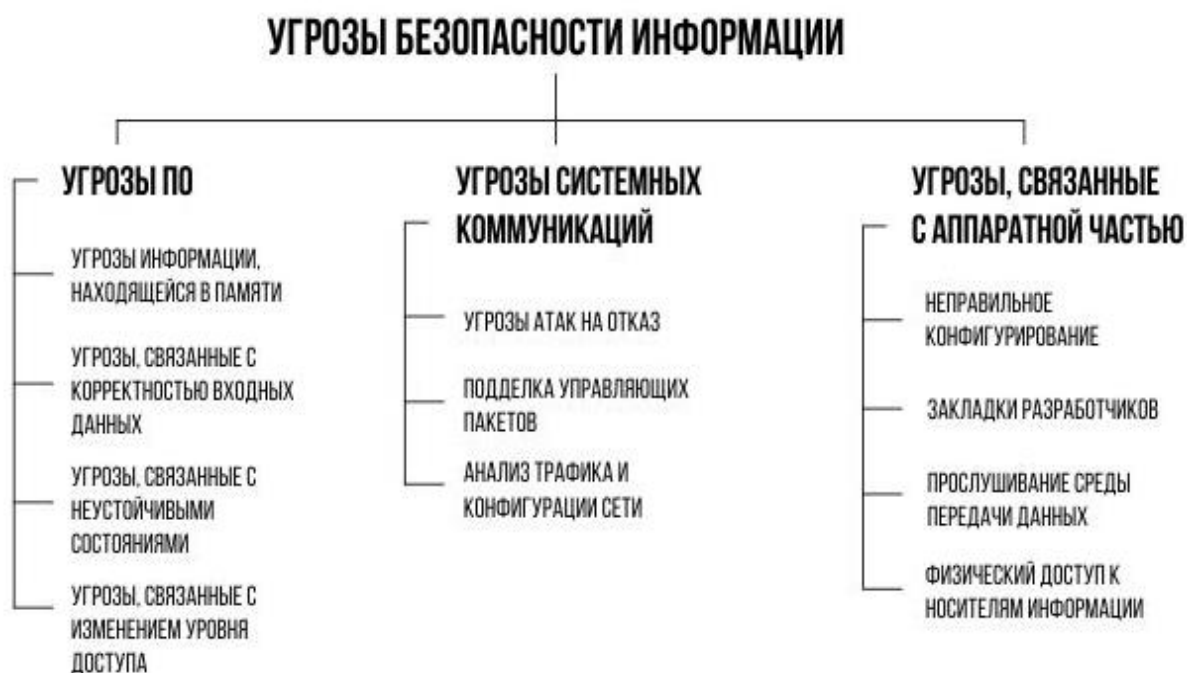 УГРОЗЫ БЕЗОПАСНОСТИ ИНФОРМАЦИИ
УГРОЗЫ ПО
УГРОЗЫ ИНФОРМАЦИИ,
НАХОДЯЩЕЙСЯ В ПАМЯТИ
УГРОЗЫ, СВЯЗАННЫЕ С
КОРРЕКТНОСТЬЮ ВХОДНЫХ
ДАННЫХ
УГРОЗЫ, СВЯЗАННЫЕ С
НЕУСТОЙЧИВЫМИ
СОСТОЯНИЯМИ
УГРОЗЫ, СВЯЗАННЫЕ С
ИЗМЕНЕНИЕМ УРОВНЯ
ДОСТУПА
УГРОЗЫ СИСТЕМНЫХ
КОММУНИКАЦИЙ
УГРОЗЫ АТАК НА ОТКАЗ
ПОДДЕЛКА УПРАВЛЯЮЩИХ
ПАКЕТОВ
АНАЛИЗ ТРАФИКА И
КОНФИГУРАЦИИ СЕТИ
УГРОЗЫ, СВЯЗАННЫЕ
С АППАРАТНОЙ ЧАСТЬЮ
НЕПРАВИЛЬНОЕ
КОНФИГУРИРОВАНИЕ
ЗАКЛАДКИ РАЗРАБОТЧИКОВ
ПРОСЛУШИВАНИЕ СРЕДЫ
ПЕРЕДАЧИ ДАННЫХ
ФИЗИЧЕСКИЙ ДОСТУП К
НОСИТЕЛЯМ ИНФОРМАЦИИ